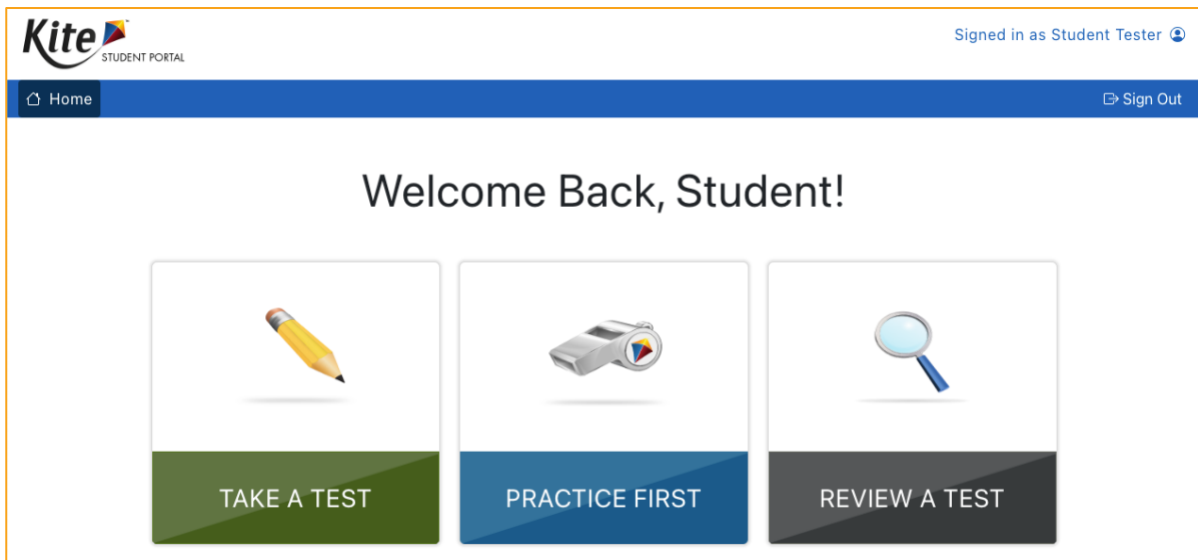 Kite
STUDENT PORTAL
Signed in as Student Tester
Home
Sign Out
Welcome Back, Student!
TAKE A TEST
PRACTICE FIRST
REVIEW A TEST